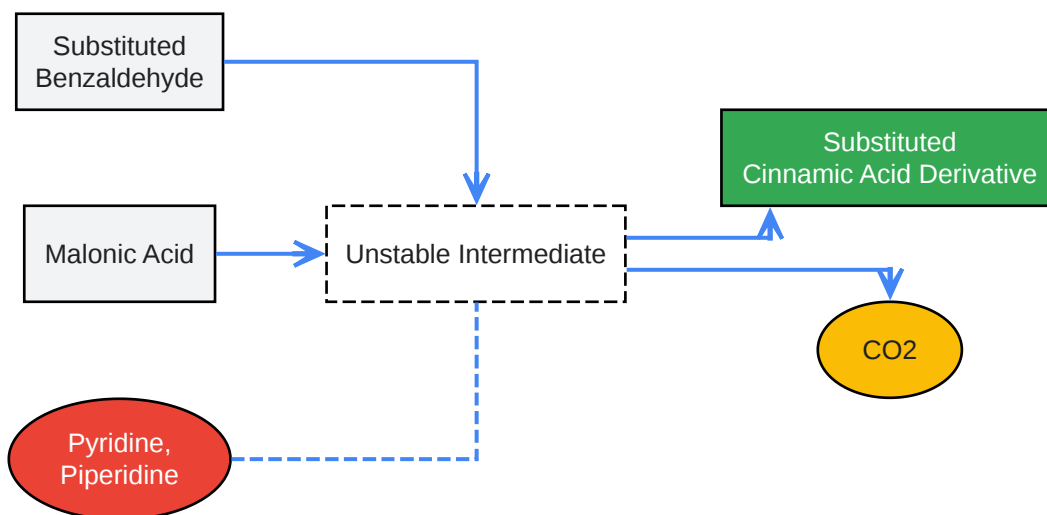 Substituted
Benzaldehyde
Substituted
Cinnamic Acid Derivative
Malonic Acid
Unstable Intermediate
CO2
Pyridine,
Piperidine